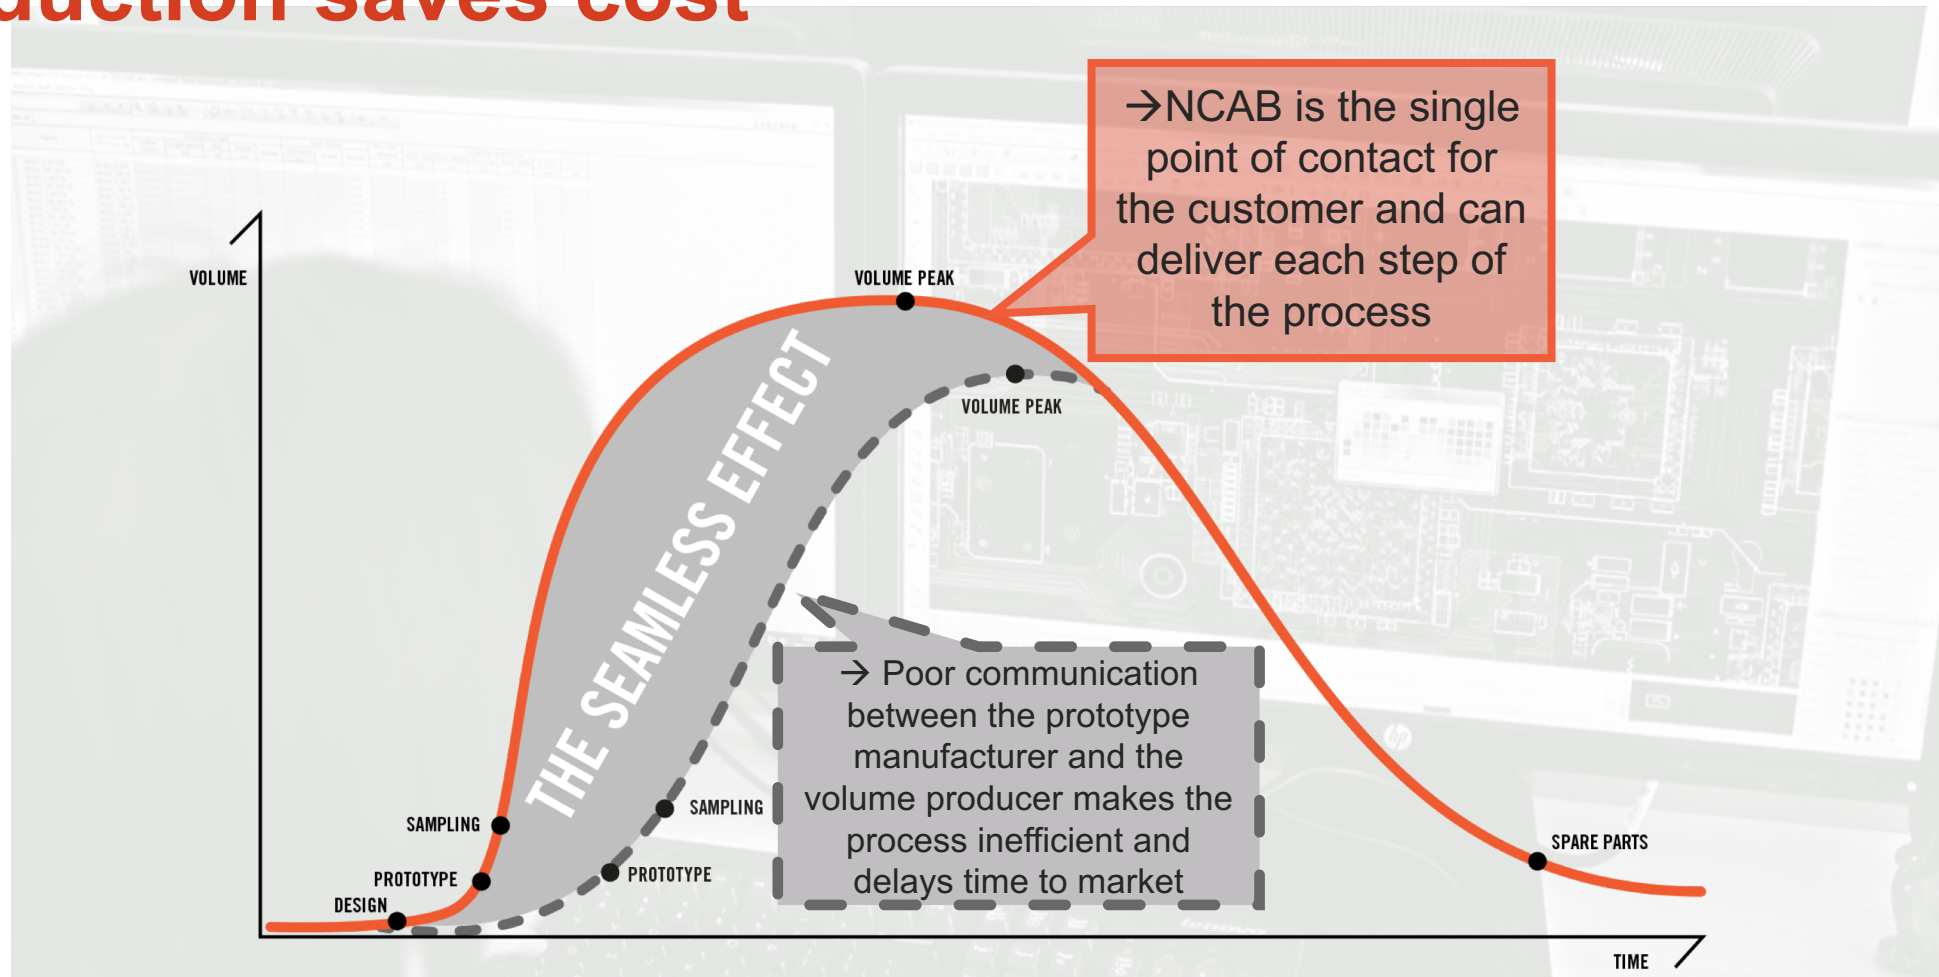 duction saves cost
→NCAB is the single
point of contact for
the customer and can
deliver each step of
the process
VOLUME
VOLUME PEAK
VOLUME PEAK
THE SEAMLESS EFFECT
→ Poor communication
between the prototype
manufacturer and the
volume producer makes the
process inefficient and
delays time to market
SAMPLING
SAMPLING
PROTOTYPE
PROTOTYPE
DESIGN
SPARE PARTS
TIME
hp